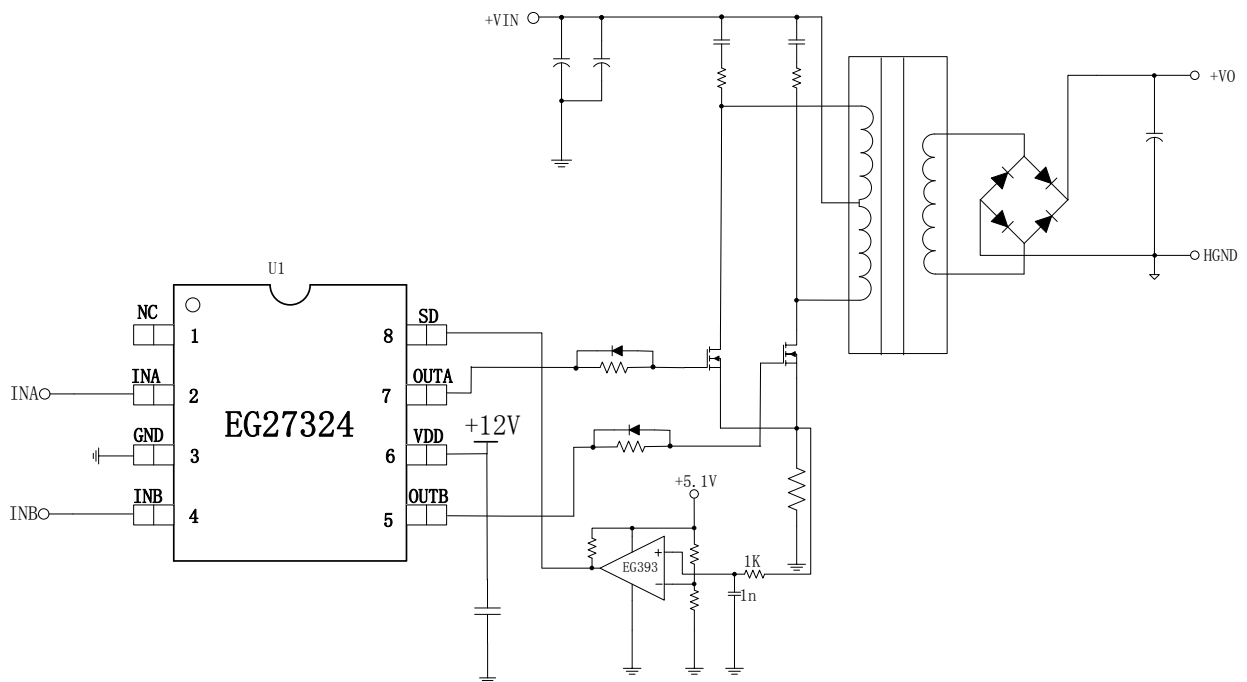 +VIN
+VO
HGND
U1
NC
1
SD
8
INA
INA
2
OUTA
7
EG27324
+12V
GND
3
VDD
6
INB
INB
4
OUTB
5
+5.1V
EG393
+
−
1K
1n